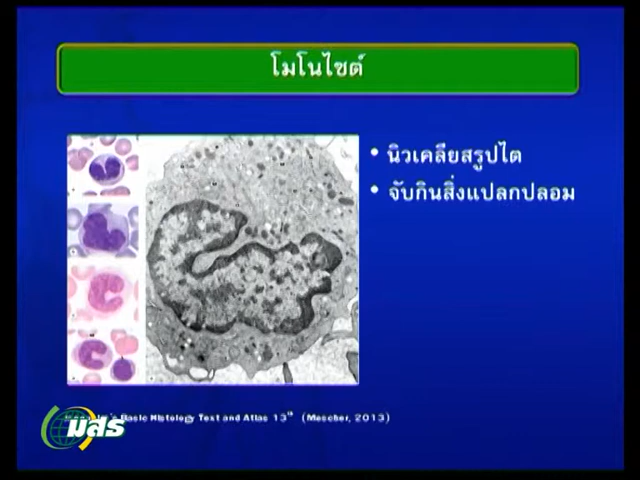 โมโนไซต์
• นิวเคลียสรูปไต
• จับกินสิ่งแปลกปลอม
Basic Histology Text and Atlas 13th (Mescher, 2013)
มสธ